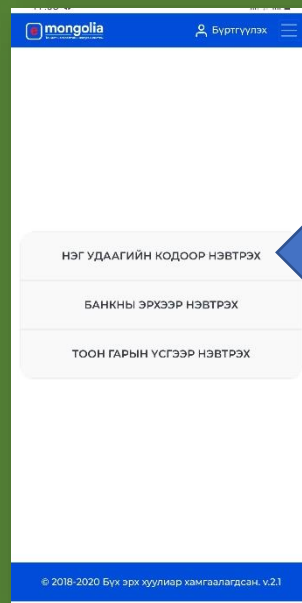 e mongolia
Бүртгүүлэх
НЭГ УДААГИЙН КОДООР НЭВТРЭХ
БАНКНЫ ЭРХЭЭР НЭВТРЭХ
ТООН ГАРЫН ҮСГЭЭР НЭВТРЭХ
© 2018-2020 Бүх эрх хуулиар хамгаалагдсан. v.2.1